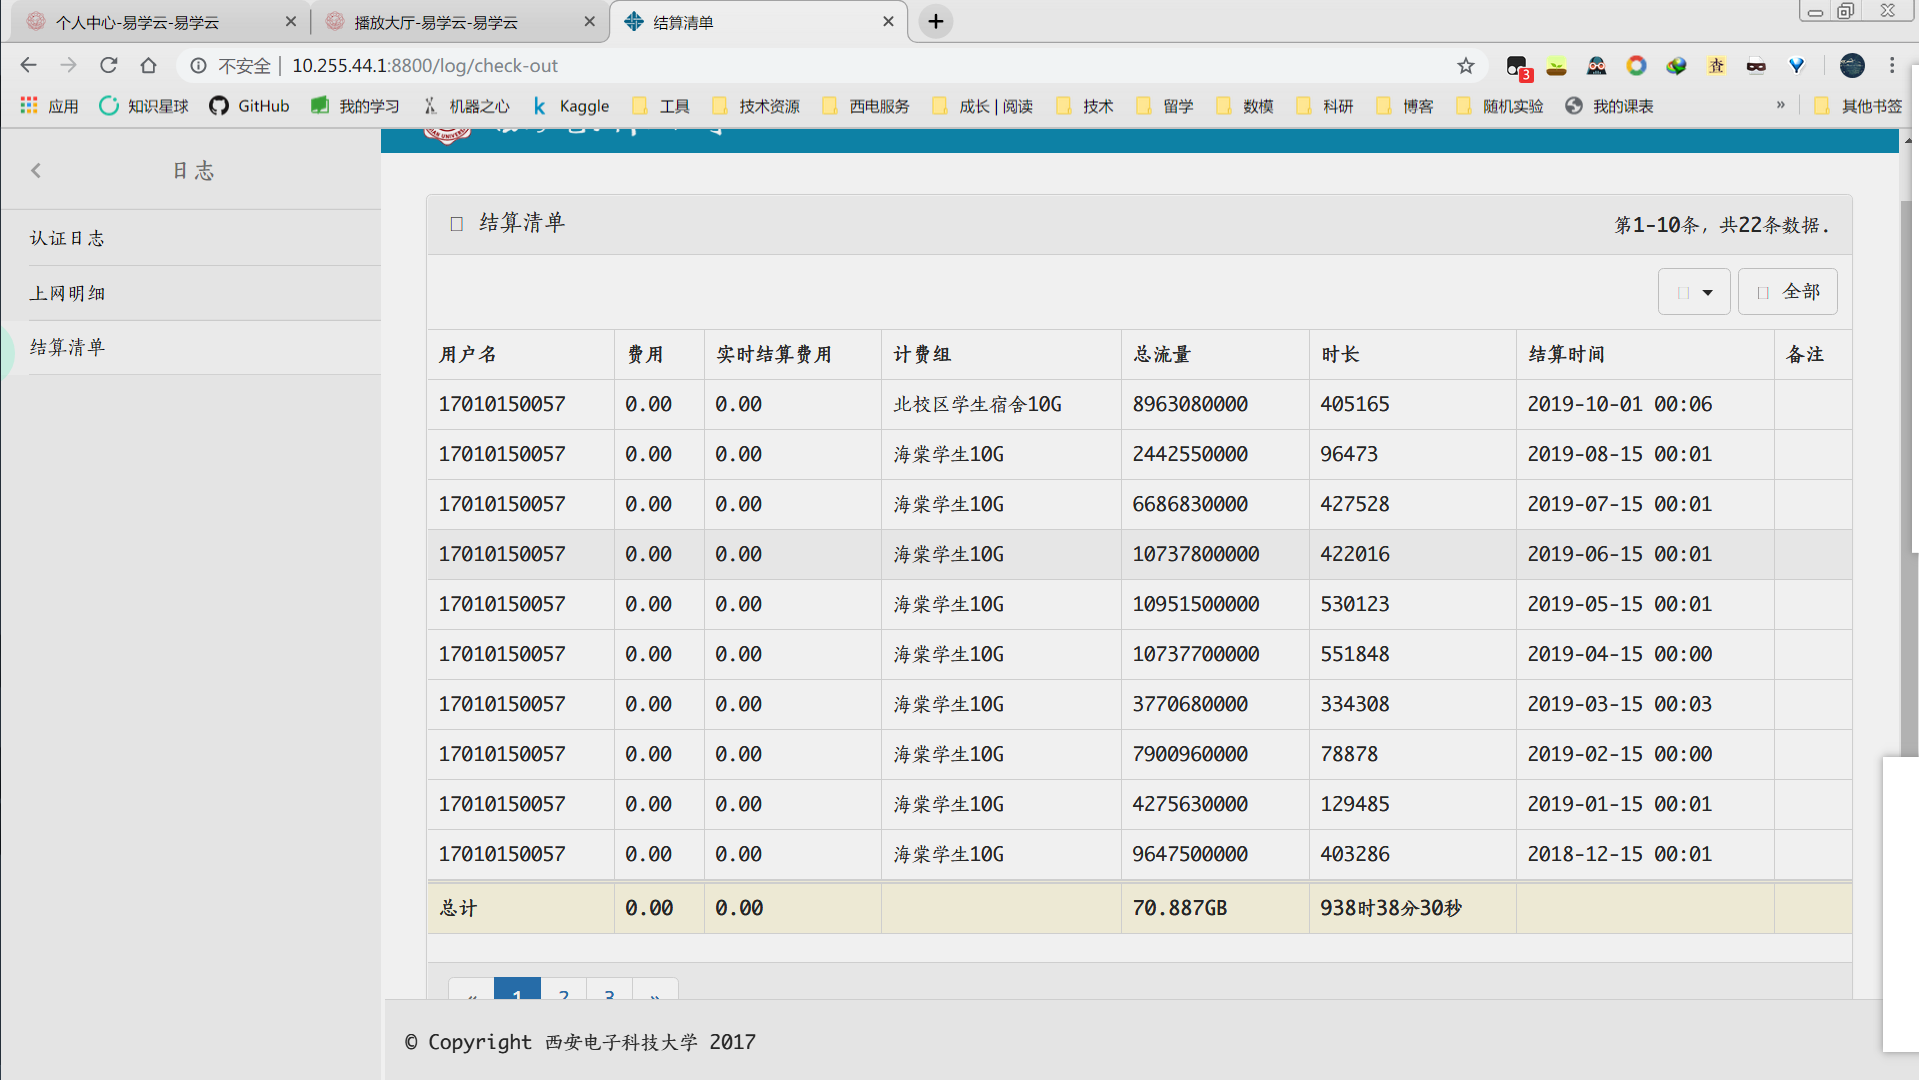 个人中心-易学云-易学云
播放大厅-易学云-易学云
结算清单
不安全 | 10.255.44.1:8800/log/check-out
3
查
应用
知识星球
GitHub
我的学习
机器之心
Kaggle
工具
技术资源
西电服务
成长 | 阅读
技术
留学
数模
科研
博客
随机实验
我的课表
»
其他书签
日志
认证日志
上网明细
结算清单
结算清单
第1-10条，共22条数据.
全部
用户名 费用 实时结算费用 计费组 总流量 时长 结算时间 备注
17010150057 0.00 0.00 北校区学生宿舍10G 8963080000 405165 2019-10-01 00:06
17010150057 0.00 0.00 海棠学生10G 2442550000 96473 2019-08-15 00:01
17010150057 0.00 0.00 海棠学生10G 6686830000 427528 2019-07-15 00:01
17010150057 0.00 0.00 海棠学生10G 10737800000 422016 2019-06-15 00:01
17010150057 0.00 0.00 海棠学生10G 10951500000 530123 2019-05-15 00:01
17010150057 0.00 0.00 海棠学生10G 10737700000 551848 2019-04-15 00:00
17010150057 0.00 0.00 海棠学生10G 3770680000 334308 2019-03-15 00:03
17010150057 0.00 0.00 海棠学生10G 7900960000 78878 2019-02-15 00:00
17010150057 0.00 0.00 海棠学生10G 4275630000 129485 2019-01-15 00:01
17010150057 0.00 0.00 海棠学生10G 9647500000 403286 2018-12-15 00:01
总计 0.00 0.00 70.887GB 938时38分30秒
« 1 2 3 »
© Copyright 西安电子科技大学 2017